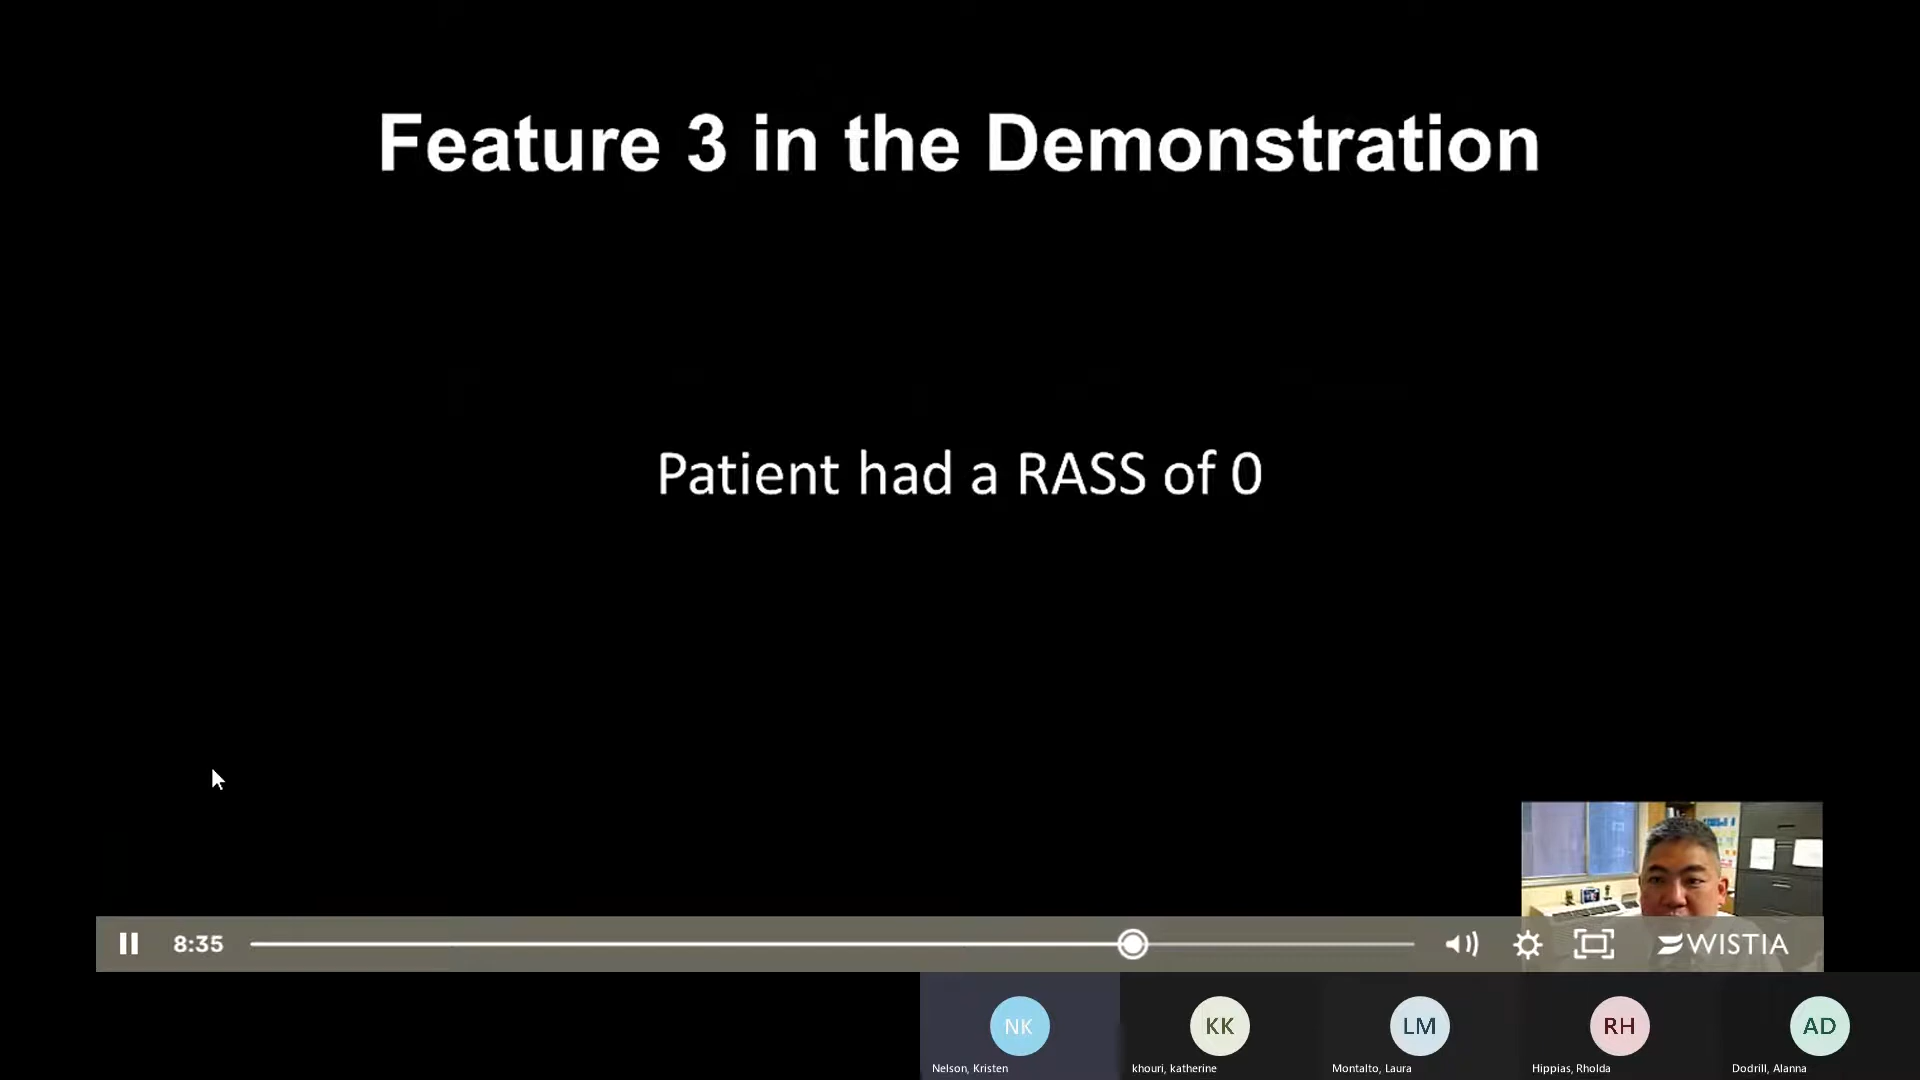 Feature 3 in the Demonstration
Patient had a RASS of 0
8:35
WISTIA
NK
KK
LM
RH
AD
Nelson, Kristen
khouri, katherine
Montalto, Laura
Hippias, Rholda
Dodrill, Alanna